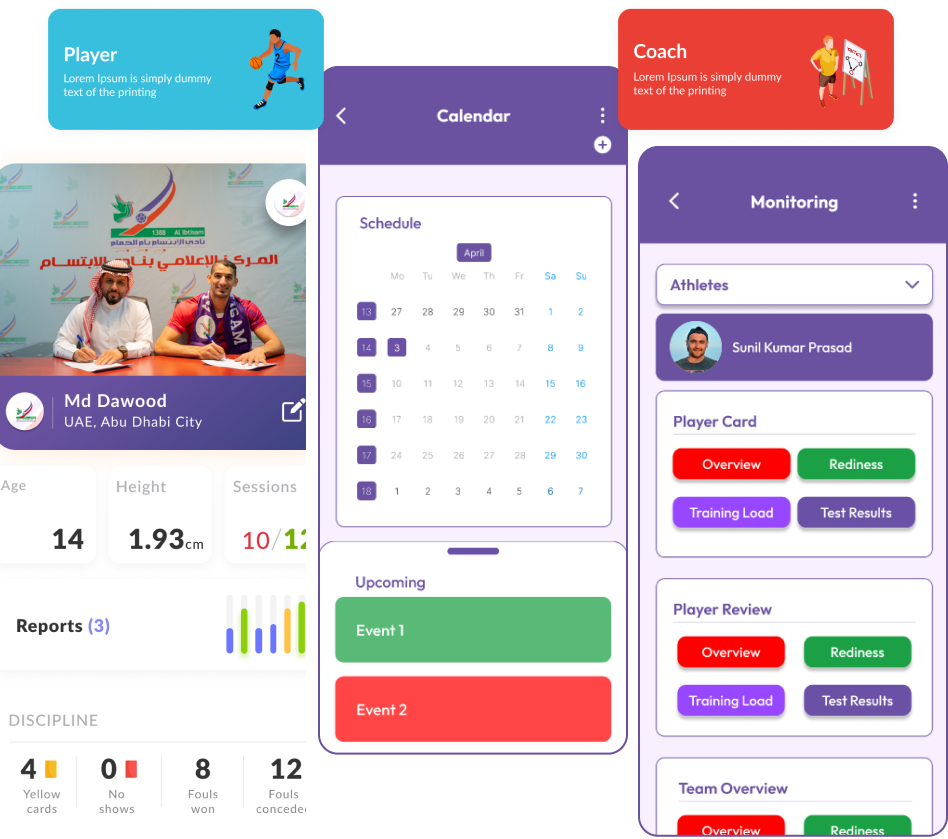 Player
Lorem Ipsum is simply dummy
text of the printing
Coach
Lorem Ipsum is simply dummy
text of the printing
1388 Al Ibtisam
نادي الابتسام بام الحمام
المركز الإعلامي بنادي الابتسام
Md Dawood
UAE, Abu Dhabi City
Age
14
Height
1.93cm
Sessions
10/12
Reports (3)
DISCIPLINE
4
Yellow
cards
0
No
shows
8
Fouls
won
12
Fouls
conceded
Calendar
Schedule
April
Mo Tu We Th Fr Sa Su
13 27 28 29 30 31 1 2
14 3 4 5 6 7 8 9
15 10 11 12 13 14 15 16
16 17 18 19 20 21 22 23
17 24 25 26 27 28 29 30
18 1 2 3 4 5 6 7
Upcoming
Event 1
Event 2
Monitoring
Athletes
Sunil Kumar Prasad
Player Card
Overview Rediness
Training Load Test Results
Player Review
Overview Rediness
Training Load Test Results
Team Overview
Overview Rediness